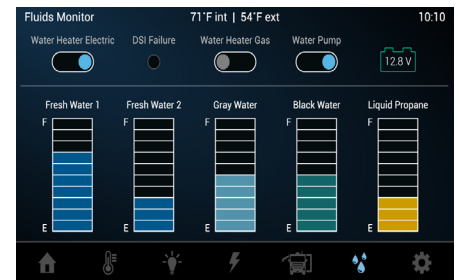 Fluids Monitor 71°F int | 54°F ext 10:10
Water Heater Electric DSI Failure Water Heater Gas Water Pump
12.8 V
Fresh Water 1 Fresh Water 2 Gray Water Black Water Liquid Propane
F F F F F
E E E E E